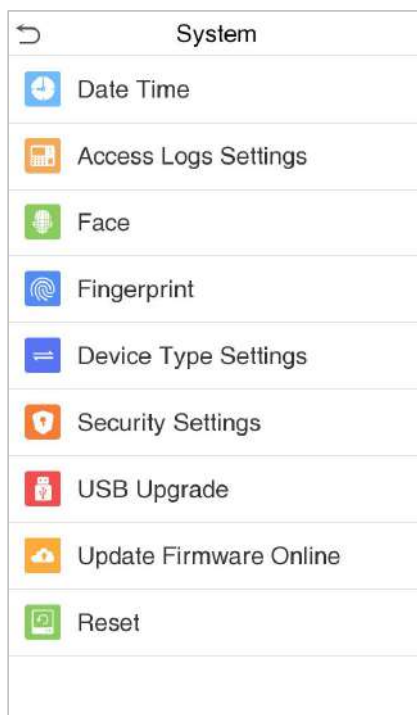 System
Date Time
Access Logs Settings
Face
Fingerprint
Device Type Settings
Security Settings
USB Upgrade
Update Firmware Online
Reset